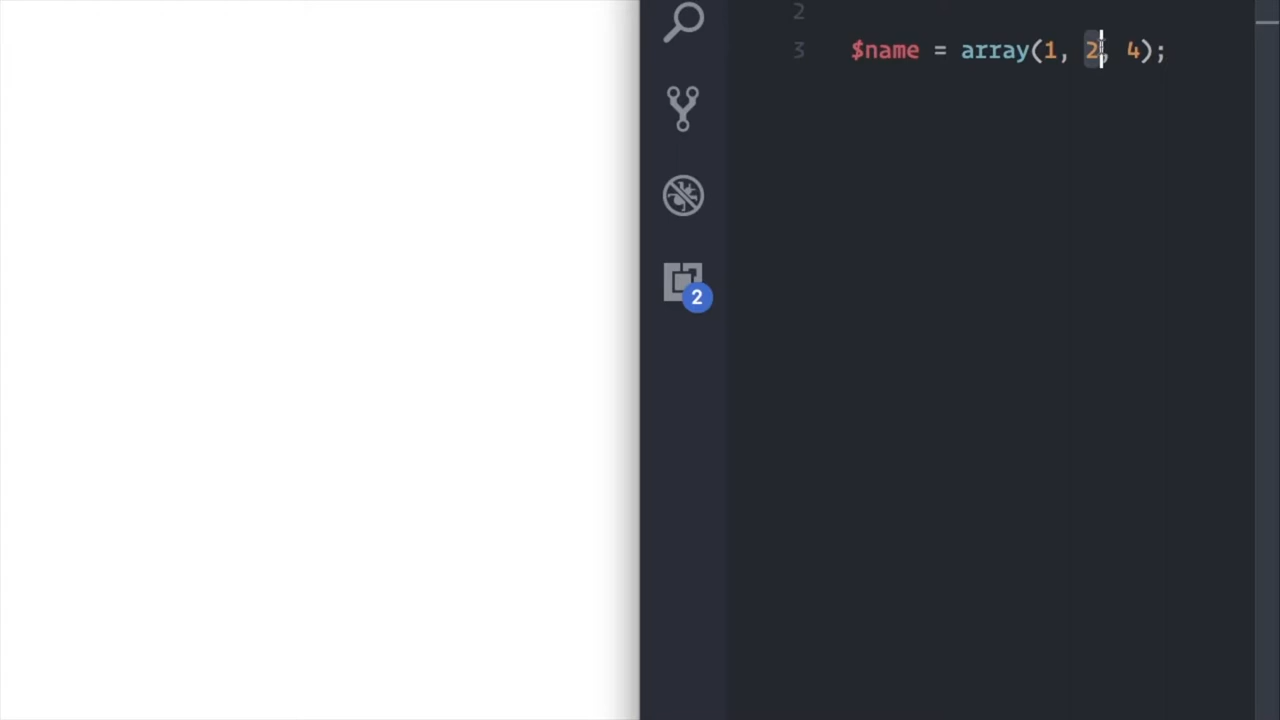 2
3 $name = array(1, 2, 4);
2